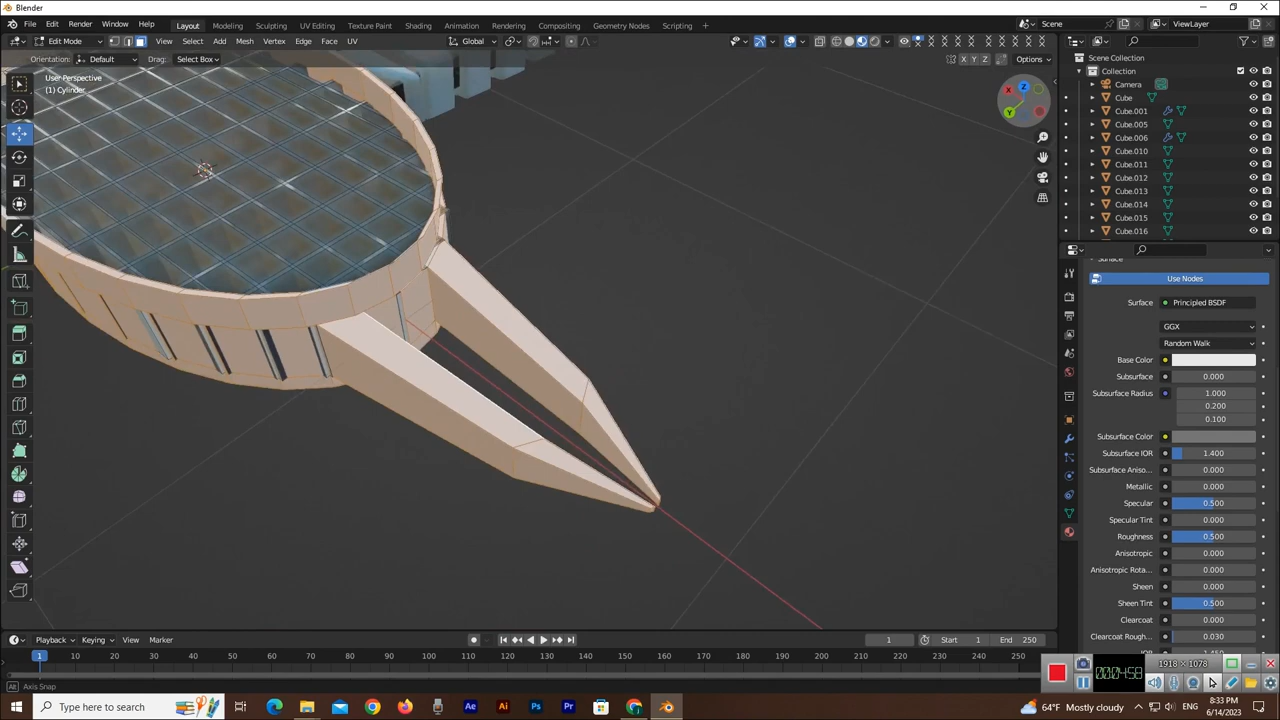 Blender
File Edit Render Window Help Layout Modeling Sculpting UV Editing Texture Paint Shading Animation Rendering Compositing Geometry Nodes Scripting + Scene ViewLayer
Edit Mode View Select Add Mesh Vertex Edge Face UV Global
Orientation: Default Drag: Select Box X Y Z Options
User Perspective
(1) Cylinder
X
Y
Z
Scene Collection
Collection
Camera
Cube
Cube.001
Cube.005
Cube.006
Cube.010
Cube.011
Cube.012
Cube.013
Cube.014
Cube.015
Cube.016
Surface
Use Nodes
Surface Principled BSDF
GGX
Random Walk
Base Color
Subsurface 0.000
Subsurface Radius 1.000
0.200
0.100
Subsurface Color
Subsurface IOR 1.400
Subsurface Aniso... 0.000
Metallic 0.000
Specular 0.500
Specular Tint 0.000
Roughness 0.500
Anisotropic 0.000
Anisotropic Rota... 0.000
Sheen 0.000
Sheen Tint 0.500
Clearcoat 0.000
Clearcoat Rough... 0.030
Playback Keying View Marker 1 Start 1 End 250
1 10 20 30 40 50 60 70 80 90 100 110 120 130 140 150 160 170 180 190 200 210 220 230 240 250
Alt Axis Snap
1918 × 1078
Type here to search
Ae Ai Ps Pr
64°F Mostly cloudy ENG
8:33 PM
6/14/2023